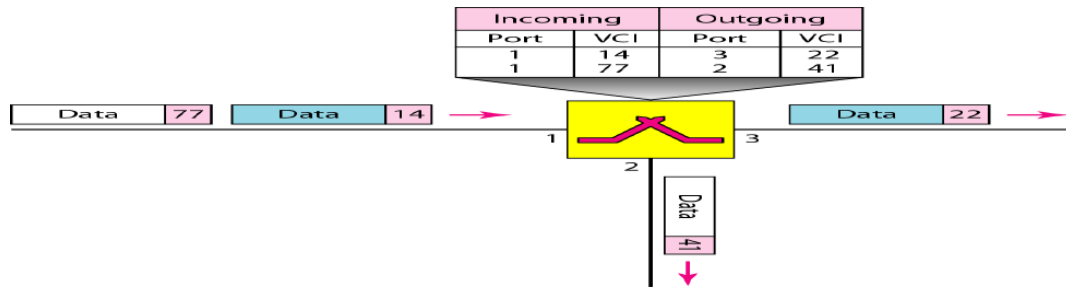 Incoming Outgoing
Port VCI Port VCI
1 14 3 22
1 77 2 41
Data 77 Data 14 Data 22
1 3
2
Data 41